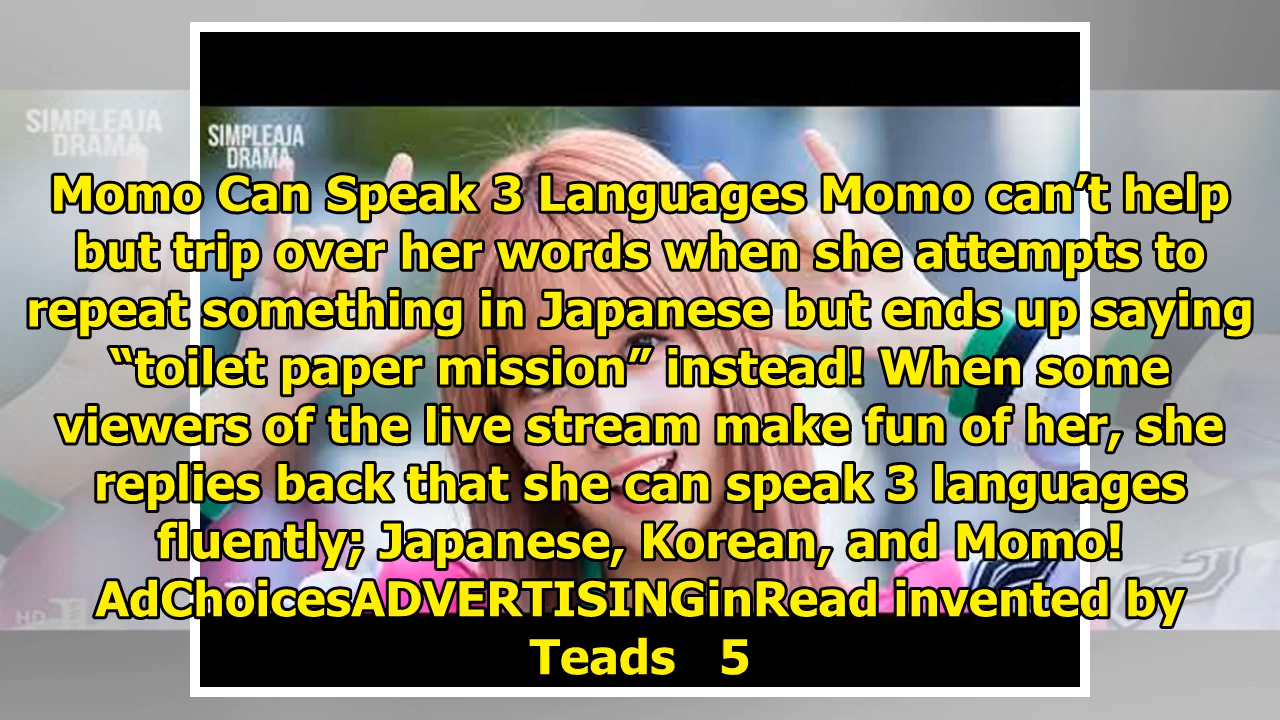 SIMPLEAJA
DRAMA
SIMPLEAJA
DRAMA
Momo Can Speak 3 Languages Momo can’t help
but trip over her words when she attempts to
repeat something in Japanese but ends up saying
“toilet paper mission” instead! When some
viewers of the live stream make fun of her, she
replies back that she can speak 3 languages
fluently; Japanese, Korean, and Momo!
AdChoicesADVERTISINGinRead invented by
Teads 5
HD